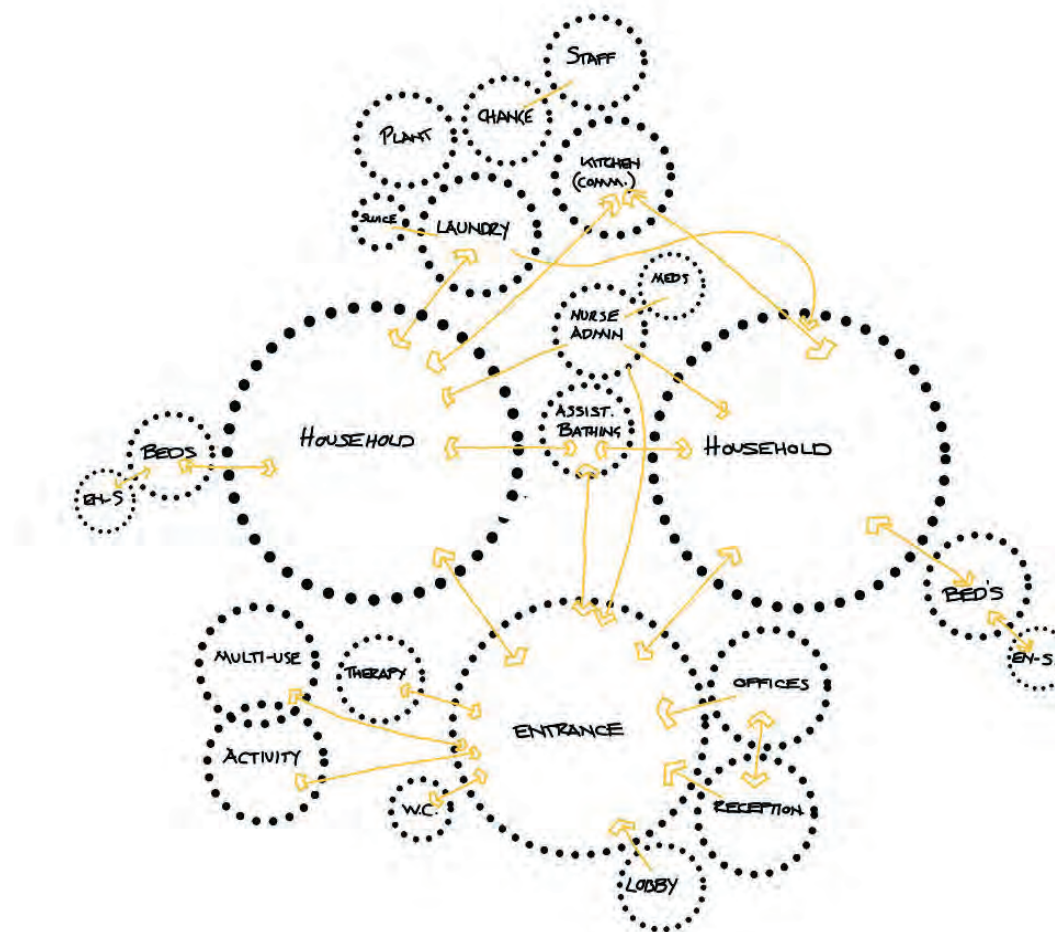 STAFF
CHANGE
PLANT
KITCHEN
(COMM.)
SLUICE
LAUNDRY
MEDS
NURSE
ADMIN
ASSIST.
BATHING
HOUSEHOLD
HOUSEHOLD
BEDS
EN-S
BED'S
EN-S
MULTI-USE
THERAPY
OFFICES
ENTRANCE
ACTIVITY
W.C.
RECEPTION
LOBBY